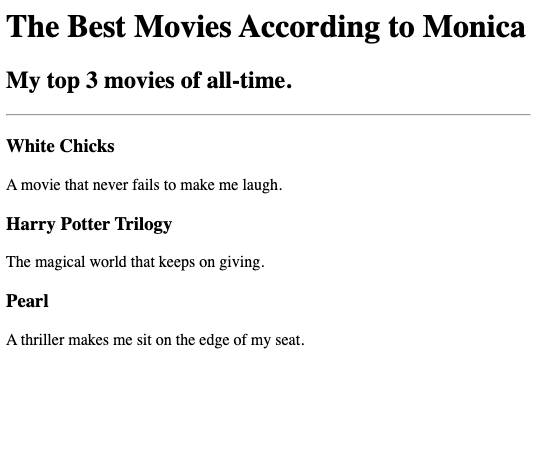 The Best Movies According to Monica
My top 3 movies of all-time.
White Chicks
A movie that never fails to make me laugh.
Harry Potter Trilogy
The magical world that keeps on giving.
Pearl
A thriller makes me sit on the edge of my seat.